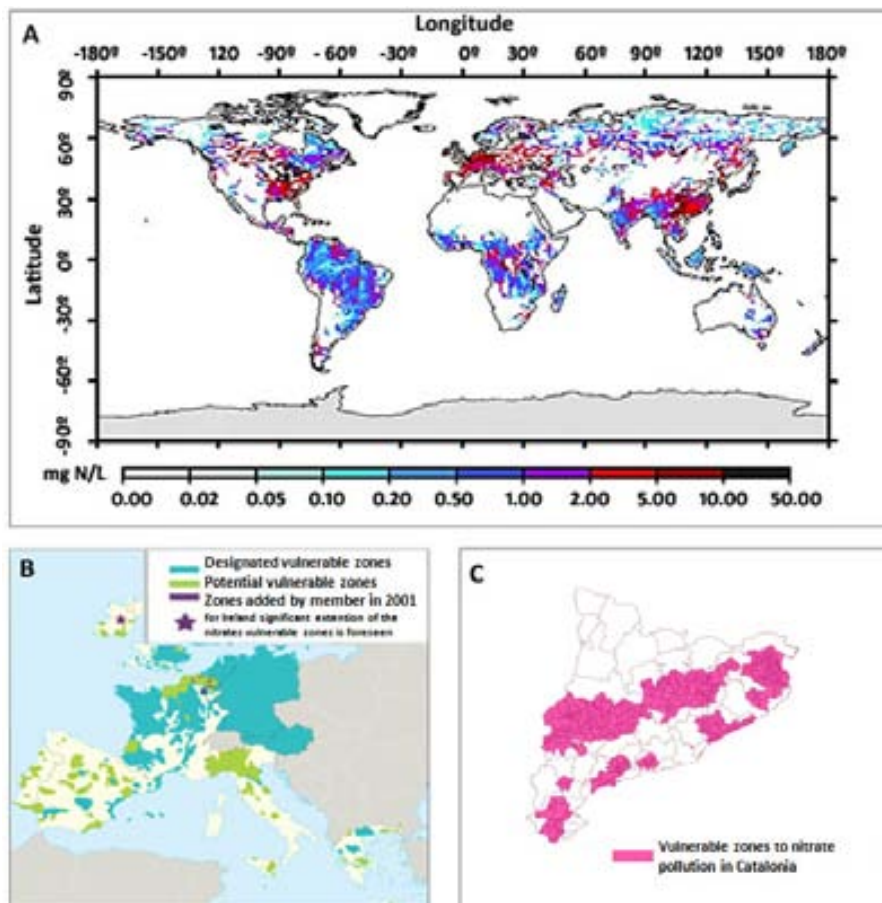 A
Longitude
-180º -150º 120 -90º - 60º -30º 0º 30º 60º 90º 120º 150º 180º
Latitude
90º
60º
30º
0º
-30º
-60º
-90º
mg N/L
0.00 0.02 0.05 0.10 0.20 0.50 1.00 2.00 5.00 10.00 50.00
B
Designated vulnerable zones
Potential vulnerable zones
Zones added by member in 2001
for Ireland significant extention of the
nitrates vulnerable zones is foreseen
C
Vulnerable zones to nitrate
pollution in Catalonia